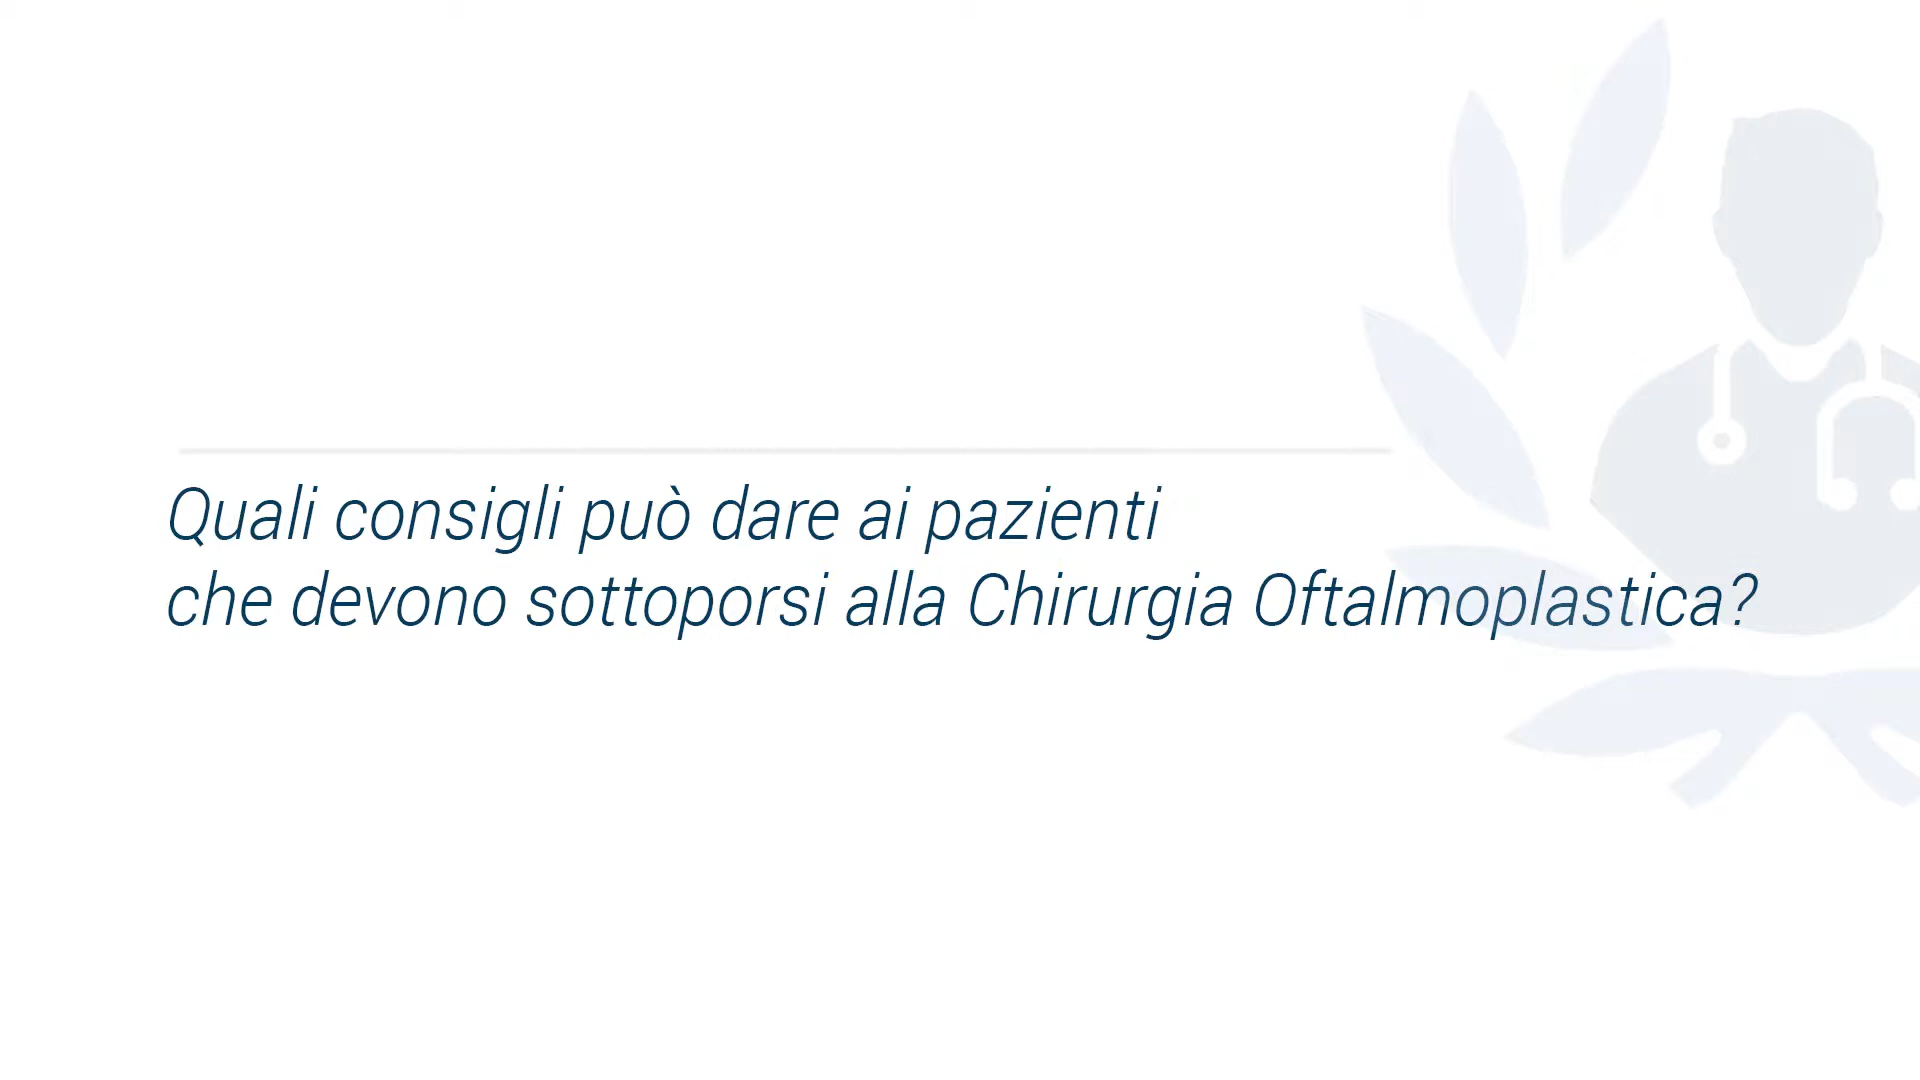 Quali consigli può dare ai pazienti
che devono sottoporsi alla Chirurgia Oftalmoplastica?